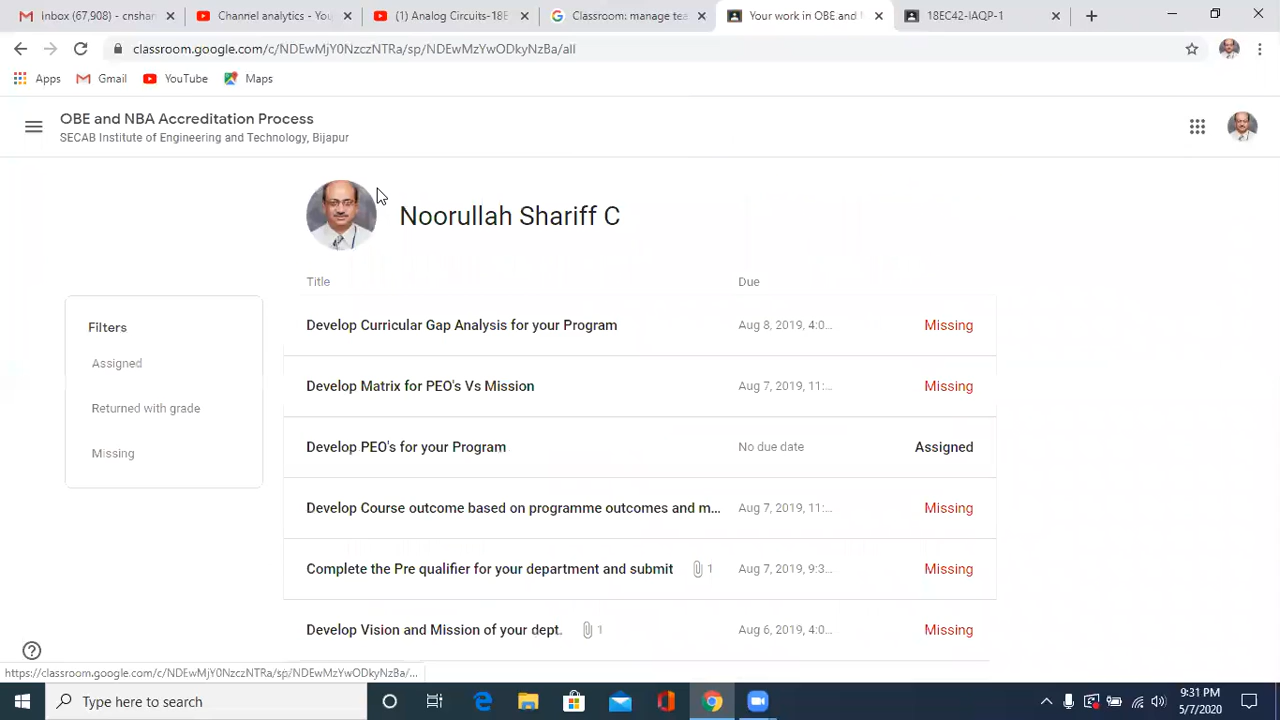 Inbox (67,908) - cnshar
Channel analytics - You
(1) Analog Circuits-18E
Classroom: manage tea
Your work in OBE and N
18EC42-IAQP-1
classroom.google.com/c/NDEwMjY0NzczNTRa/sp/NDEwMzYwODkyNzBa/all
Apps
Gmail
YouTube
Maps
OBE and NBA Accreditation Process
SECAB Institute of Engineering and Technology, Bijapur
Noorullah Shariff C
Title
Due
Filters
Assigned
Returned with grade
Missing
Develop Curricular Gap Analysis for your Program
Aug 8, 2019, 4:0...
Missing
Develop Matrix for PEO's Vs Mission
Aug 7, 2019, 11:...
Missing
Develop PEO's for your Program
No due date
Assigned
Develop Course outcome based on programme outcomes and m...
Aug 7, 2019, 11:...
Missing
Complete the Pre qualifier for your department and submit
1
Aug 7, 2019, 9:3...
Missing
Develop Vision and Mission of your dept.
1
Aug 6, 2019, 4:0...
Missing
https://classroom.google.com/c/NDEwMjY0NzczNTRa/sp/NDEwMzYwODkyNzBa/...
Type here to search
9:31 PM
5/7/2020